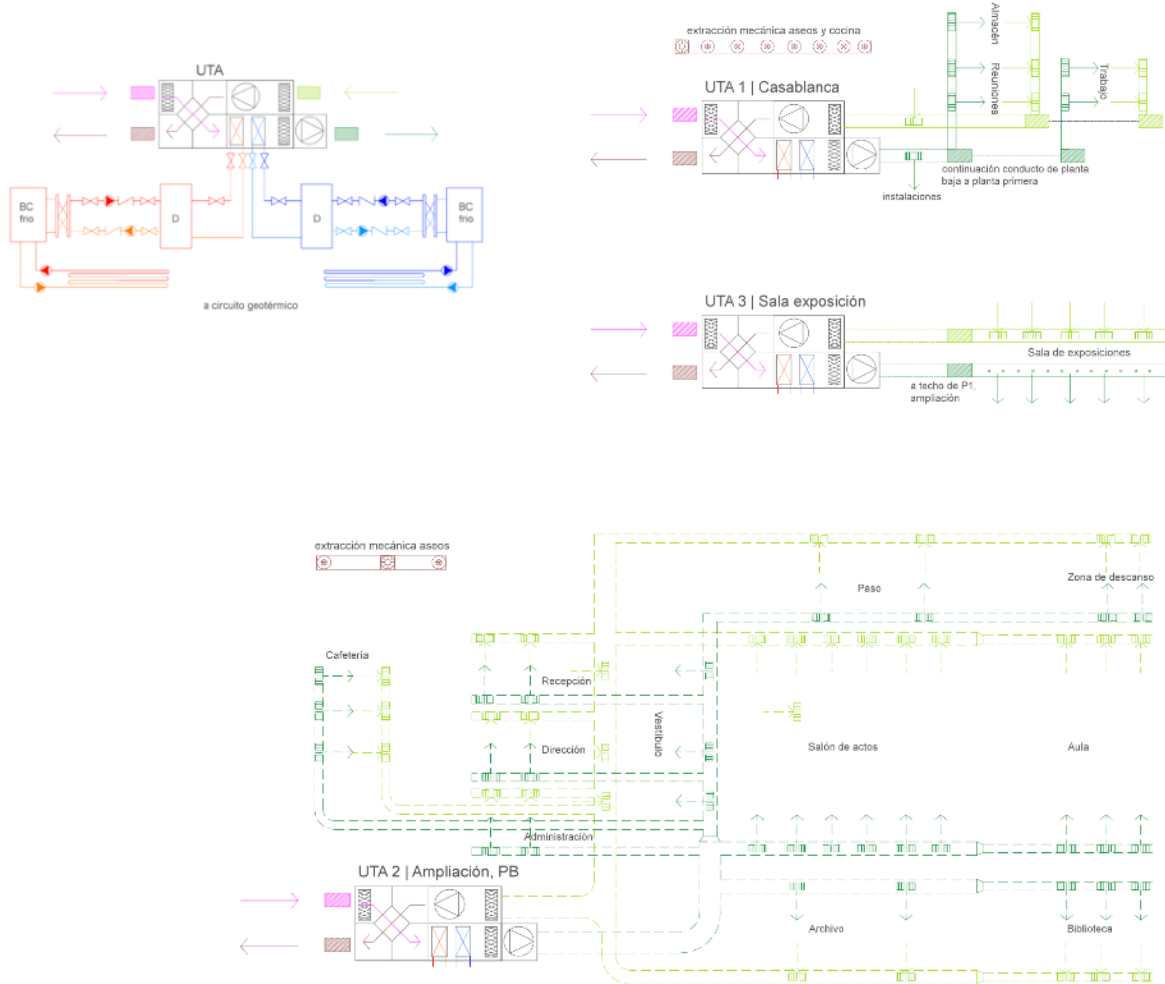 UTA
BC
frio
D
D
BC
frio
a circuito geotérmico
extracción mecánica aseos y cocina
UTA 1 | Casablanca
Almacén
Reuniones
Trabajo
instalaciones
continuación conducto de planta
baja a planta primera
UTA 3 | Sala exposición
Sala de exposiciones
a techo de P1,
ampliación
extracción mecánica aseos
Cafetería
Recepción
Dirección
Administración
Vestíbulo
Paso
Zona de descanso
Salón de actos
Aula
UTA 2 | Ampliación, PB
Archivo
Biblioteca